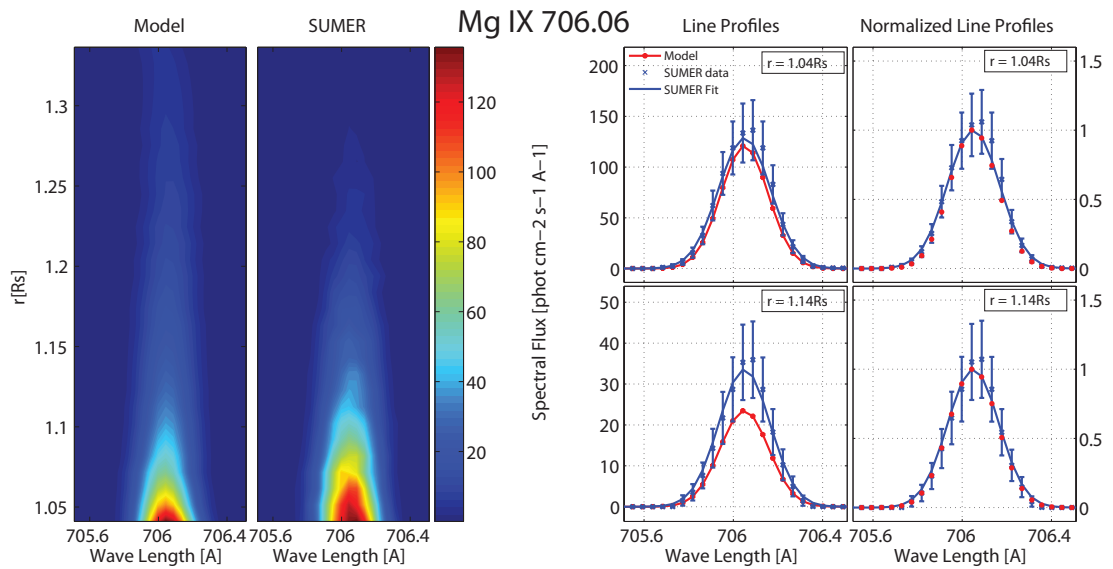 Mg IX 706.06
Model
SUMER
r[Rs]
1.3
1.25
1.2
1.15
1.1
1.05
705.6 706 706.4
Wave Length [A]
705.6 706 706.4
Wave Length [A]
120
100
80
60
40
20
Spectral Flux [phot cm−2 s−1 A−1]
Line Profiles
Normalized Line Profiles
200
150
100
50
0
Model
SUMER data
SUMER Fit
r = 1.04Rs
r = 1.04Rs
1.5
1
0.5
0
50
40
30
20
10
0
r = 1.14Rs
r = 1.14Rs
1.5
1
0.5
0
705.6 706 706.4
Wave Length [A]
705.6 706 706.4
Wave Length [A]